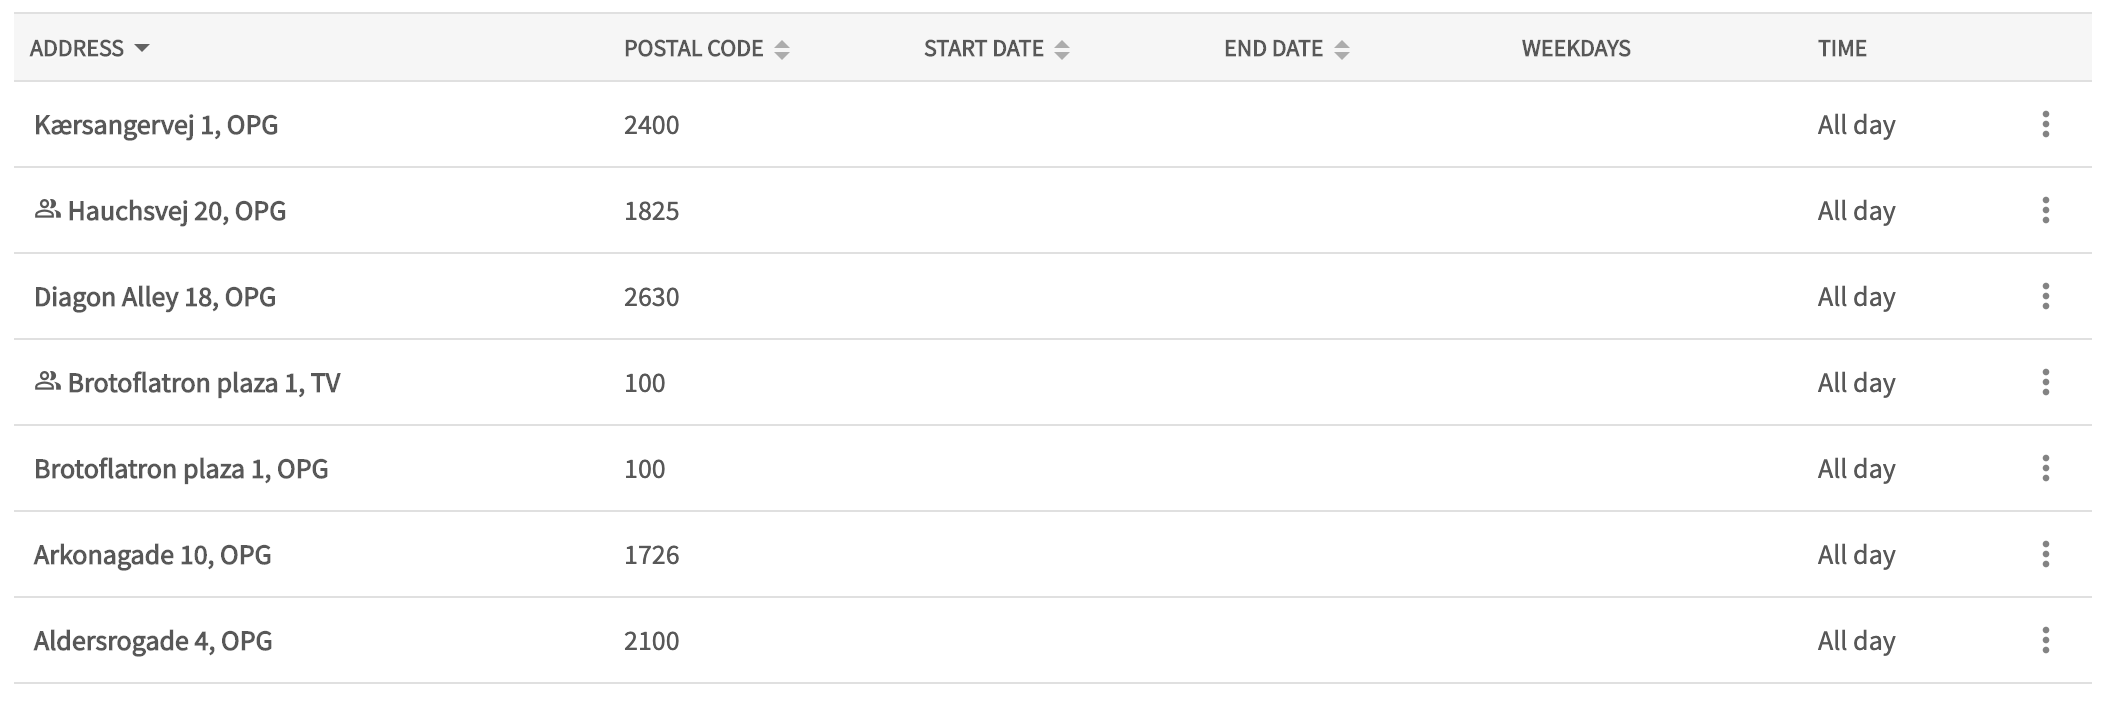 ADDRESS POSTAL CODE START DATE END DATE WEEKDAYS TIME
Kærsangervej 1, OPG 2400 All day
Hauchsvej 20, OPG 1825 All day
Diagon Alley 18, OPG 2630 All day
Brotoflatron plaza 1, TV 100 All day
Brotoflatron plaza 1, OPG 100 All day
Arkonagade 10, OPG 1726 All day
Aldersrogade 4, OPG 2100 All day